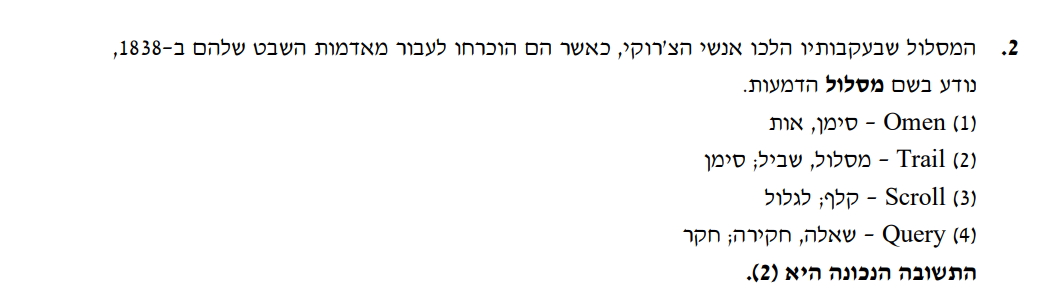 2. המסלול שבעקבותיו הלכו אנשי הצ'רוקי, כאשר הם הוכרחו לעבור מאדמות השבט שלהם ב-1838,
נודע בשם מסלול הדמעות.
(1) Omen – סימן, אות
(2) Trail – מסלול, שביל; סימן
(3) Scroll – קלף; לגלול
(4) Query – שאלה, חקירה; חקר
התשובה הנכונה היא (2).